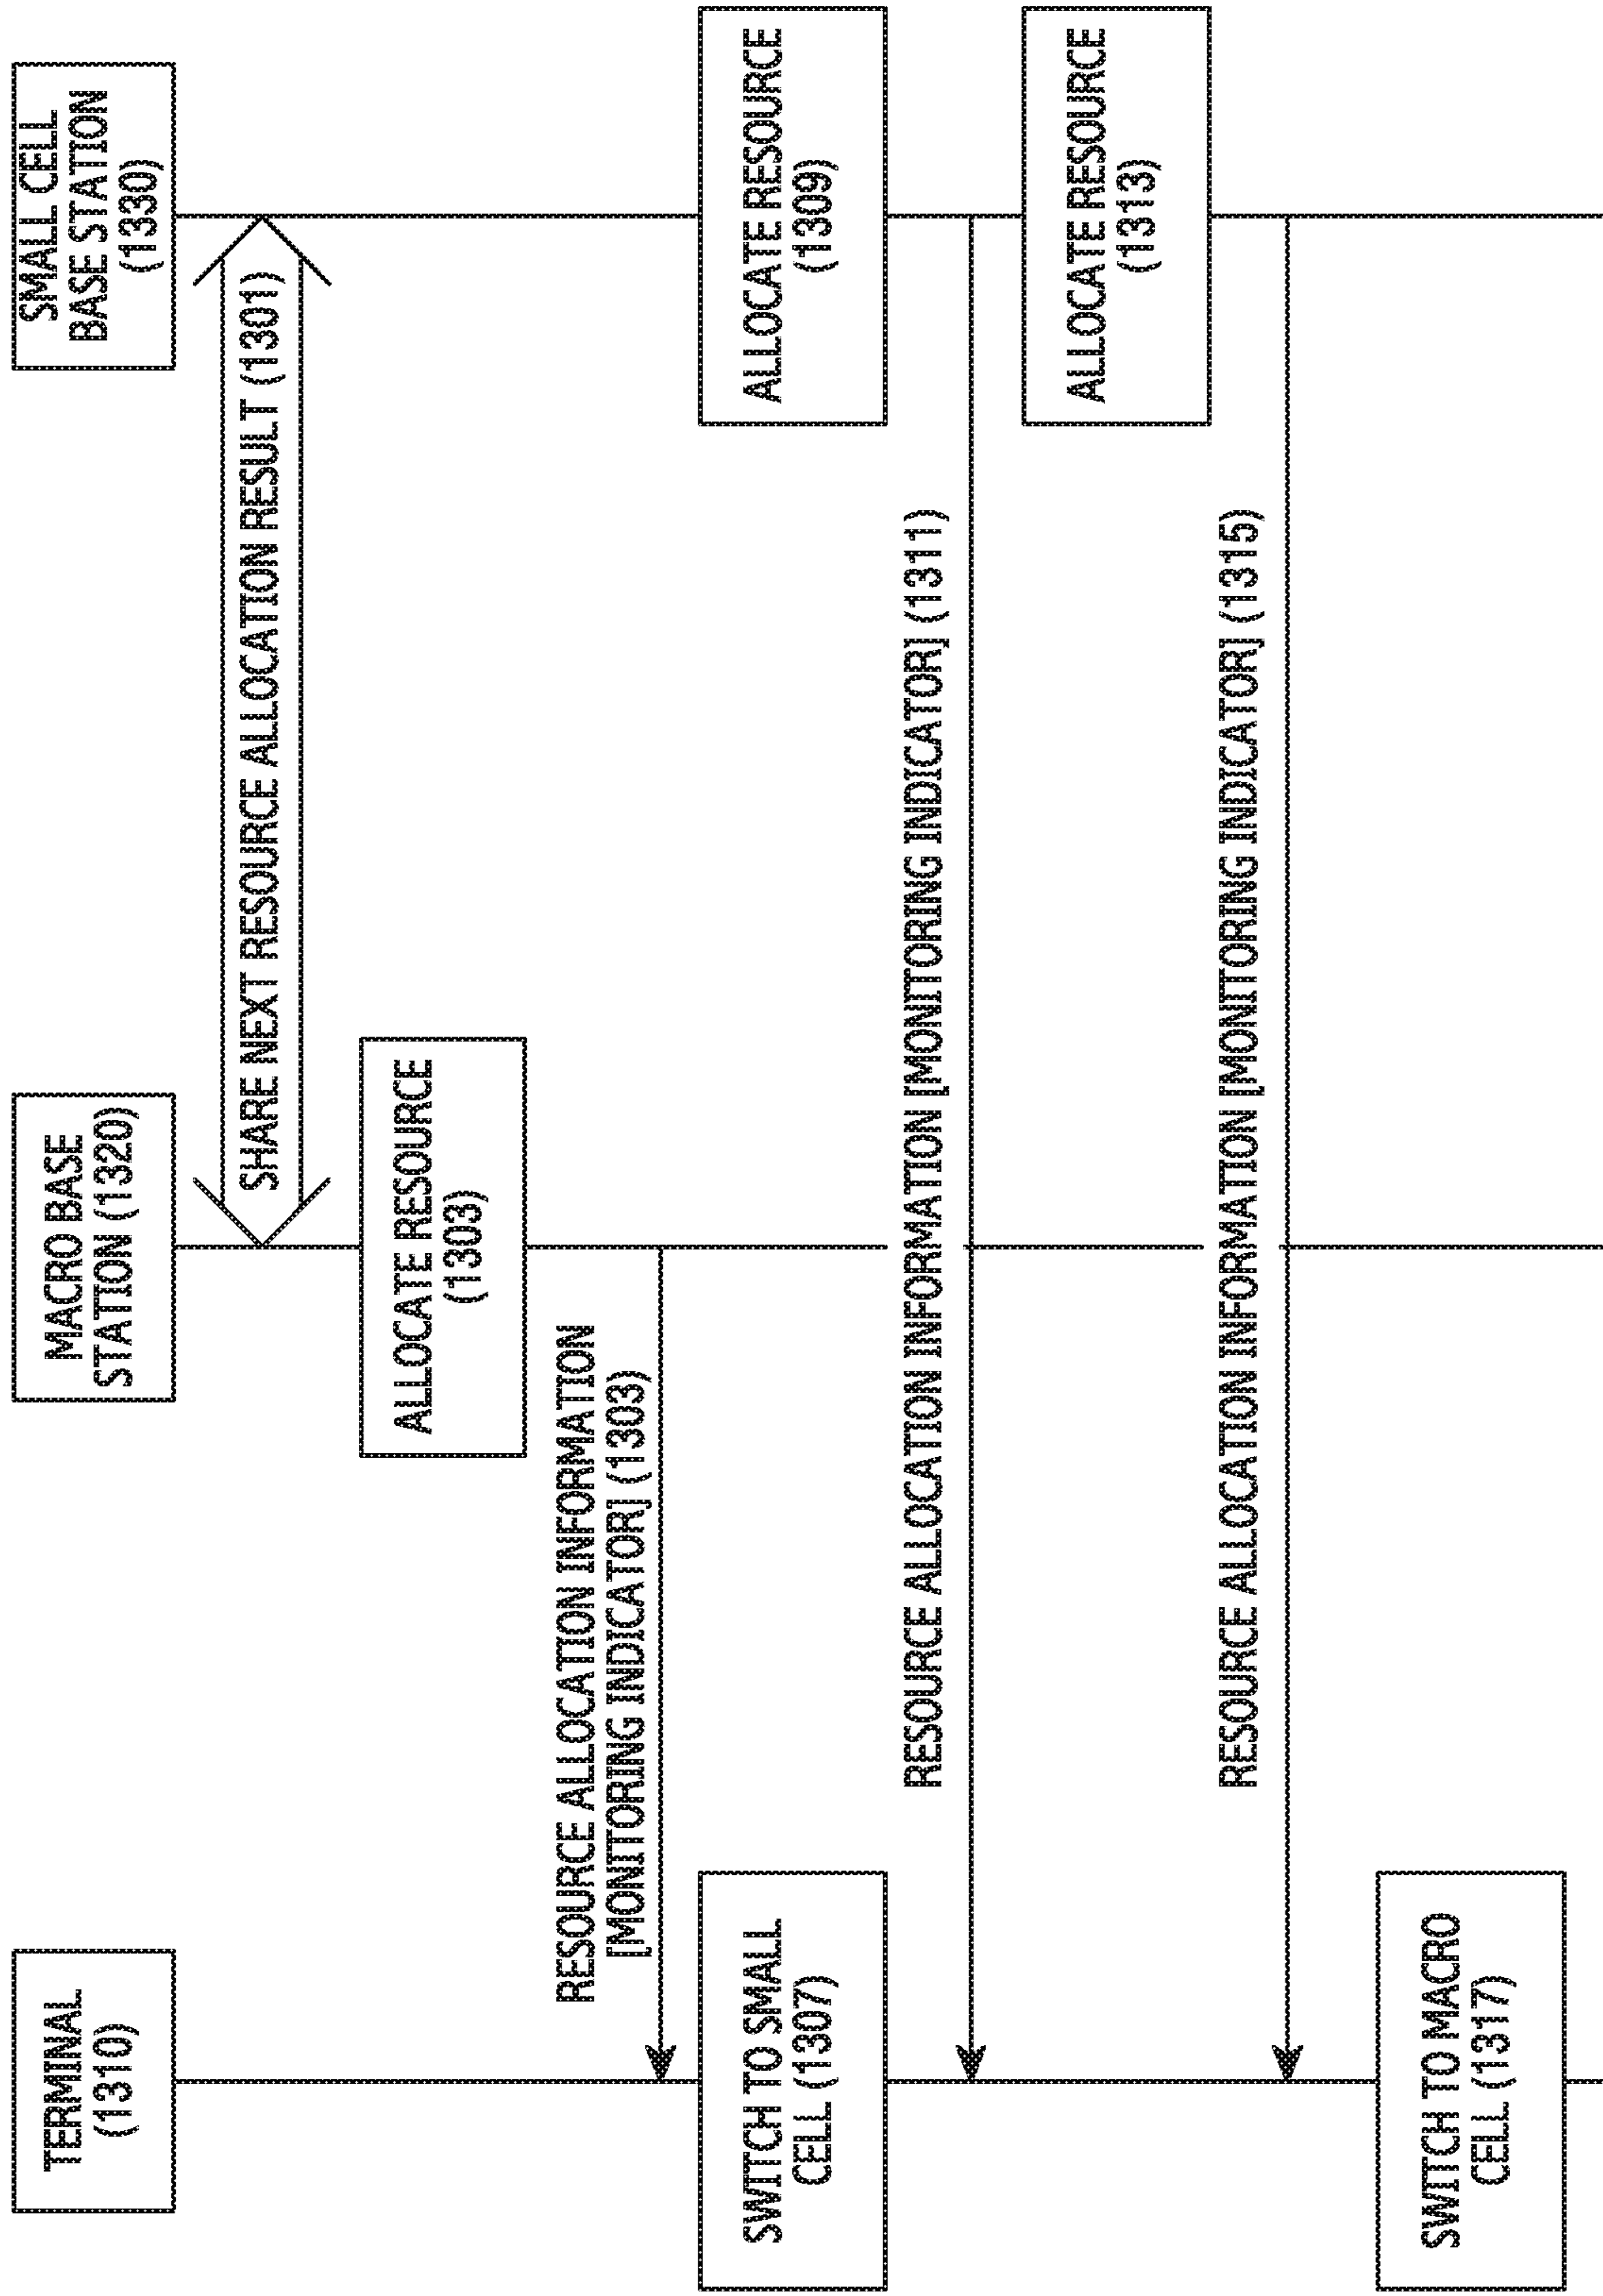 TERMINAL
(1310)
MACRO BASE
STATION (1320)
SMALL CELL
BASE STATION
(1330)
SHARE NEXT RESOURCE ALLOCATION RESULT (1301)
ALLOCATE RESOURCE
(1303)
RESOURCE ALLOCATION INFORMATION
[MONITORING INDICATOR] (1303)
SWITCH TO SMALL
CELL (1307)
ALLOCATE RESOURCE
(1309)
RESOURCE ALLOCATION INFORMATION [MONITORING INDICATOR] (1311)
ALLOCATE RESOURCE
(1313)
RESOURCE ALLOCATION INFORMATION [MONITORING INDICATOR] (1315)
SWITCH TO MACRO
CELL (1317)